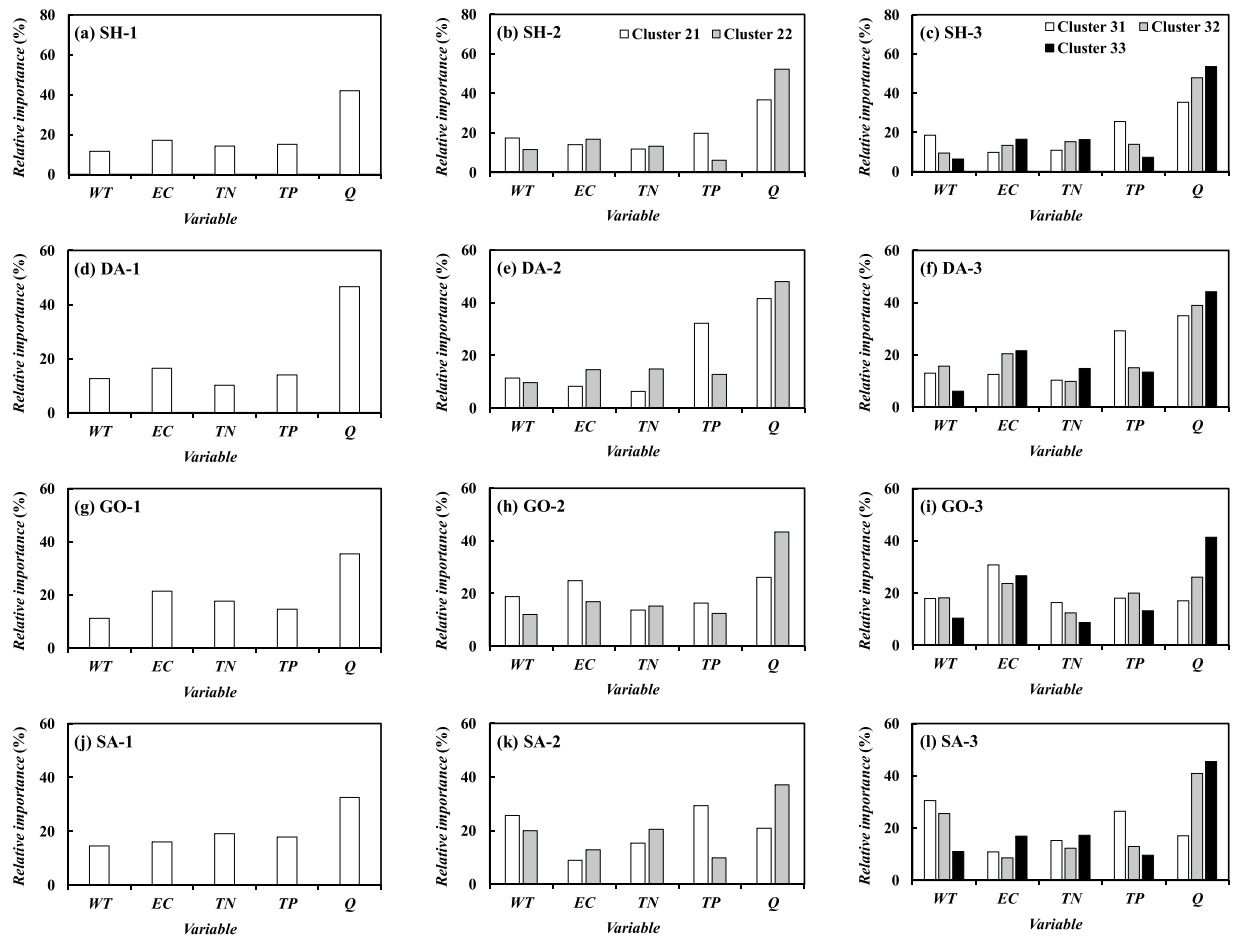 (a) SH-1
Relative importance (%)
80
60
40
20
0
WT EC TN TP Q
Variable
(b) SH-2
Cluster 21 Cluster 22
Relative importance (%)
80
60
40
20
0
WT EC TN TP Q
Variable
(c) SH-3
Cluster 31 Cluster 32
Cluster 33
Relative importance (%)
80
60
40
20
0
WT EC TN TP Q
Variable
(d) DA-1
Relative importance (%)
60
40
20
0
WT EC TN TP Q
Variable
(e) DA-2
Relative importance (%)
60
40
20
0
WT EC TN TP Q
Variable
(f) DA-3
Relative importance (%)
60
40
20
0
WT EC TN TP Q
Variable
(g) GO-1
Relative importance (%)
60
40
20
0
WT EC TN TP Q
Variable
(h) GO-2
Relative importance (%)
60
40
20
0
WT EC TN TP Q
Variable
(i) GO-3
Relative importance (%)
60
40
20
0
WT EC TN TP Q
Variable
(j) SA-1
Relative importance (%)
60
40
20
0
WT EC TN TP Q
Variable
(k) SA-2
Relative importance (%)
60
40
20
0
WT EC TN TP Q
Variable
(l) SA-3
Relative importance (%)
60
40
20
0
WT EC TN TP Q
Variable